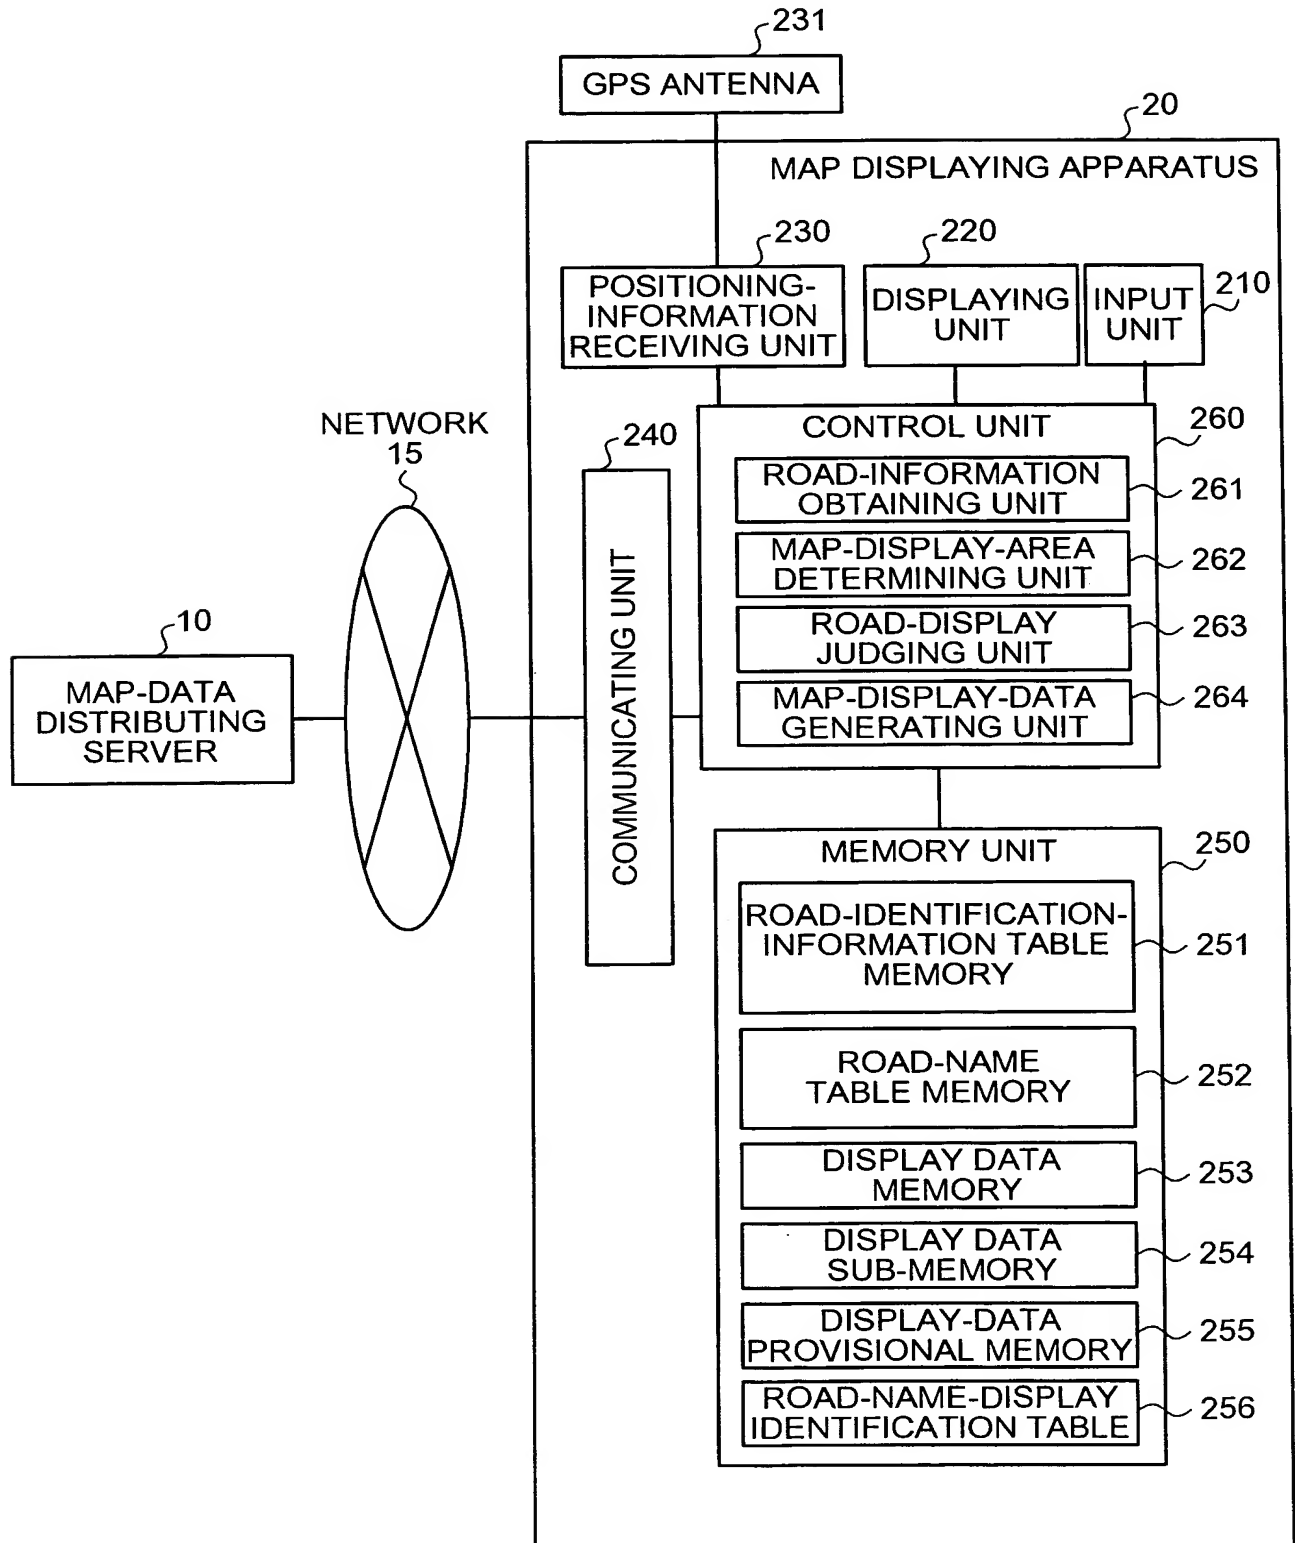 231
GPS ANTENNA
20
MAP DISPLAYING APPARATUS
230
220
POSITIONING-
INFORMATION
RECEIVING UNIT
DISPLAYING
UNIT
INPUT
UNIT
210
NETWORK
15
240
CONTROL UNIT
260
ROAD-INFORMATION
OBTAINING UNIT
261
MAP-DISPLAY-AREA
DETERMINING UNIT
262
ROAD-DISPLAY
JUDGING UNIT
263
MAP-DISPLAY-DATA
GENERATING UNIT
264
COMMUNICATING UNIT
10
MAP-DATA
DISTRIBUTING
SERVER
MEMORY UNIT
250
ROAD-IDENTIFICATION-
INFORMATION TABLE
MEMORY
251
ROAD-NAME
TABLE MEMORY
252
DISPLAY DATA
MEMORY
253
DISPLAY DATA
SUB-MEMORY
254
DISPLAY-DATA
PROVISIONAL MEMORY
255
ROAD-NAME-DISPLAY
IDENTIFICATION TABLE
256